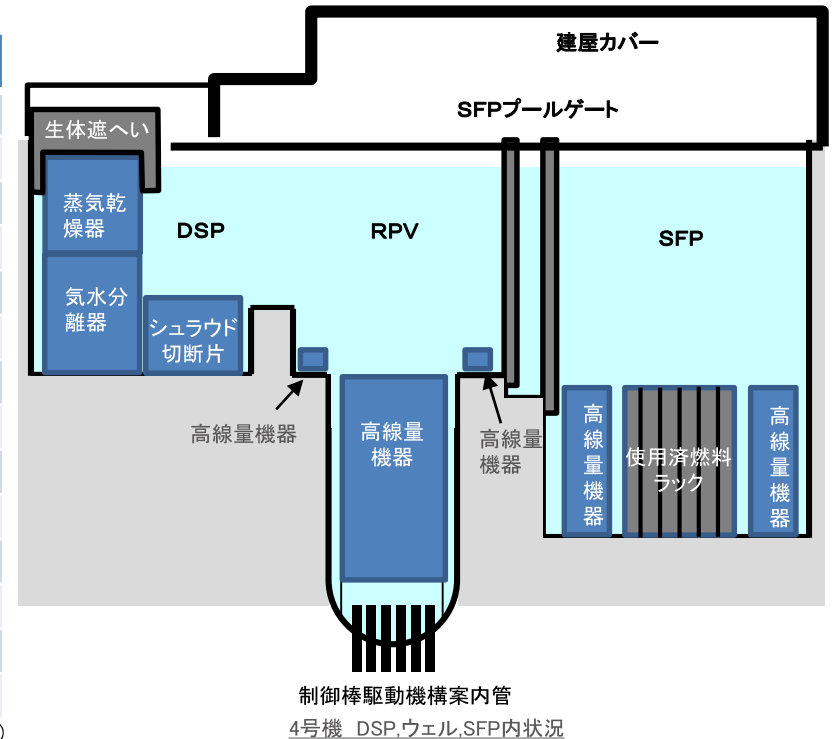 建屋カバー
SFPプールゲート
生体遮へい
蒸気乾
燥器
DSP
RPV
SFP
気水分
離器
シュラウド
切断片
高線量機器
高線量
機器
高線量
機器
高線量機器
使用済燃料
ラック
高線量機器
制御棒駆動機構案内管
4号機 DSP,ウェル,SFP内状況